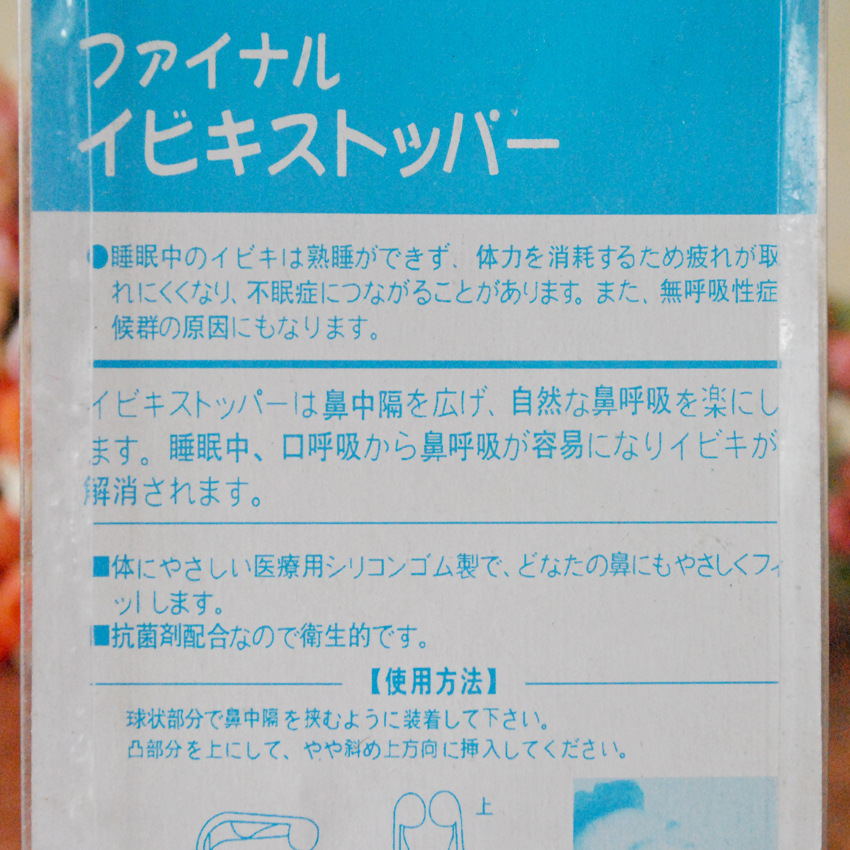 ファイナル
イビキストッパー
●睡眠中のイビキは熟睡ができず、体力を消耗するため疲れが取
れにくくなり、不眠症につながることがあります。また、無呼吸性症
候群の原因にもなります。
イビキストッパーは鼻中隔を広げ、自然な鼻呼吸を楽にし
ます。睡眠中、口呼吸から鼻呼吸が容易になりイビキが
解消されます。
■体にやさしい医療用シリコンゴム製で、どなたの鼻にもやさしくフィ
ットします。
■抗菌剤配合なので衛生的です。
【使用方法】
球状部分で鼻中隔を挟むように装着して下さい。
凸部分を上にして、やや斜め上方向に挿入してください。
上